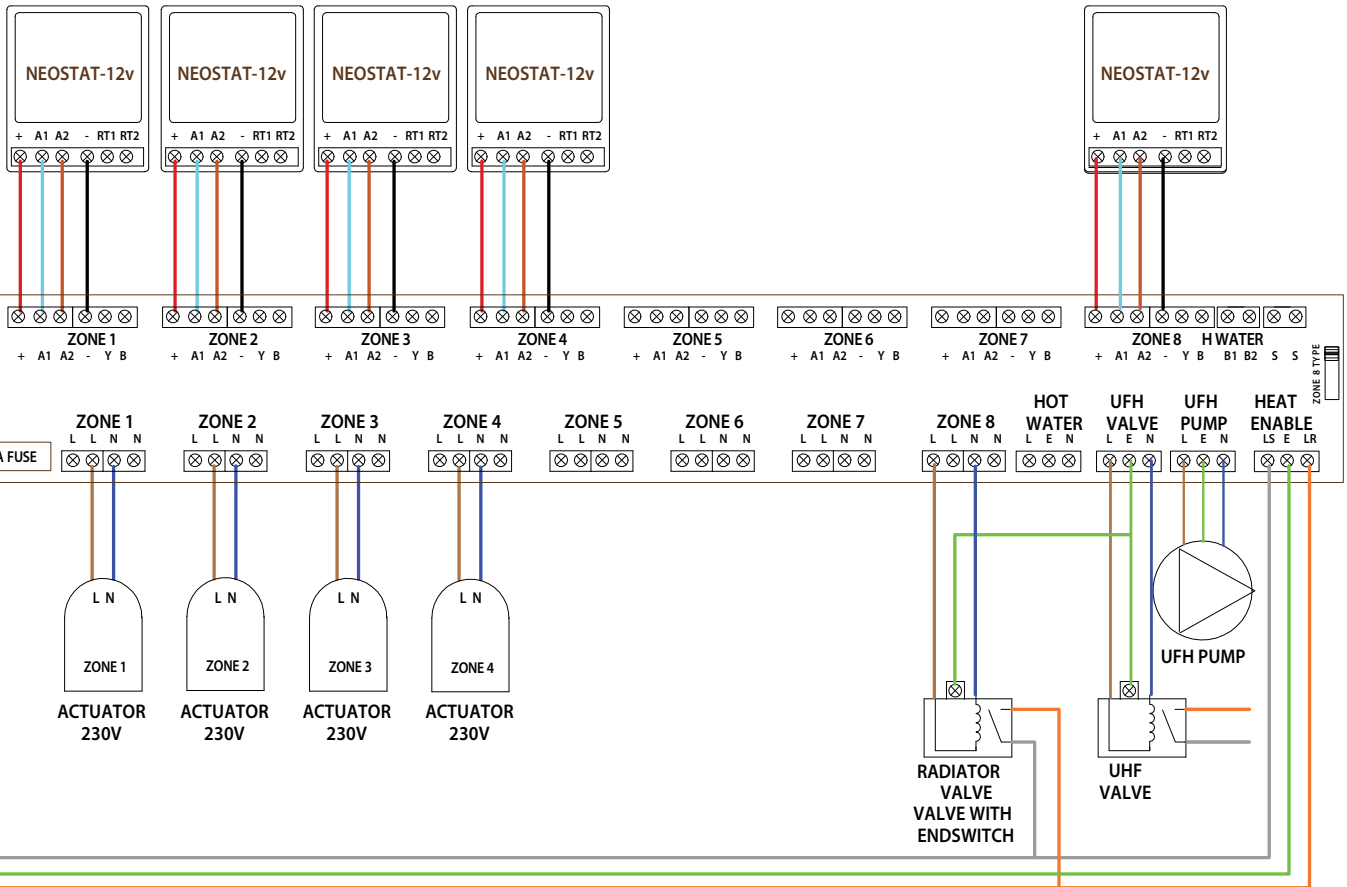 NEOSTAT-12v NEOSTAT-12v NEOSTAT-12v NEOSTAT-12v NEOSTAT-12v
+ A1 A2 - RT1 RT2 + A1 A2 - RT1 RT2 + A1 A2 - RT1 RT2 + A1 A2 - RT1 RT2 + A1 A2 - RT1 RT2
ZONE 1 ZONE 2 ZONE 3 ZONE 4 ZONE 5 ZONE 6 ZONE 7 ZONE 8 H WATER
+ A1 A2 - Y B + A1 A2 - Y B + A1 A2 - Y B + A1 A2 - Y B + A1 A2 - Y B + A1 A2 - Y B + A1 A2 - Y B + A1 A2 - Y B B1 B2 S S
ZONE 8 TYPE
ZONE 1 ZONE 2 ZONE 3 ZONE 4 ZONE 5 ZONE 6 ZONE 7 ZONE 8
L L N N L L N N L L N N L L N N L L N N L L N N L L N N L L N N
HOT
WATER
L E N
UFH
VALVE
L E N
UFH
PUMP
L E N
HEAT
ENABLE
LS E LR
A FUSE
L N L N L N L N
ZONE 1 ZONE 2 ZONE 3 ZONE 4
ACTUATOR ACTUATOR ACTUATOR ACTUATOR
230V 230V 230V 230V
UFH PUMP
RADIATOR
VALVE
VALVE WITH
ENDSWITCH
UHF
VALVE